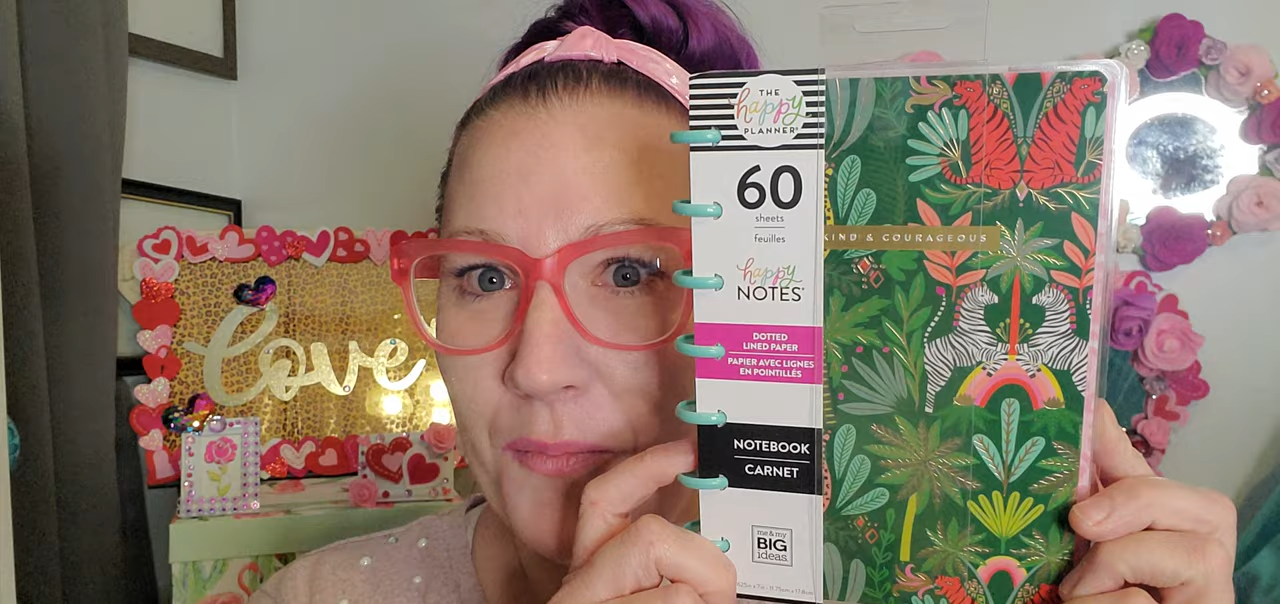 love
THE
happy
PLANNER®
60
sheets
feuilles
happy
NOTES®
DOTTED
LINED PAPER
PAPIER AVEC LIGNES
EN POINTILLÉS
NOTEBOOK
CARNET
me & my
BIG
ideas
KIND & COURAGEOUS